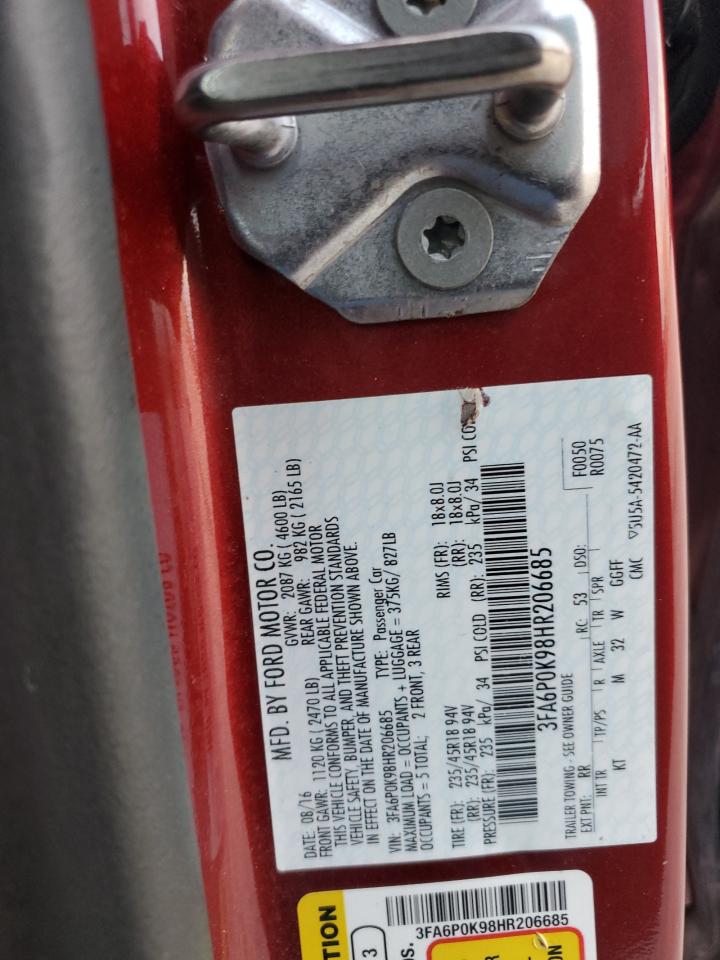 MFD. BY FORD MOTOR CO.
DATE: 08/16 GVWR: 2087 KG ( 4600 LB)
FRONT GAWR: 1120 KG ( 2470 LB) REAR GAWR: 982 KG ( 2165 LB)
THIS VEHICLE CONFORMS TO ALL APPLICABLE FEDERAL MOTOR
VEHICLE SAFETY, BUMPER, AND THEFT PREVENTION STANDARDS
IN EFFECT ON THE DATE OF MANUFACTURE SHOWN ABOVE.
VIN: 3FA6P0K98HR206685 TYPE: Passenger Car
MAXIMUM LOAD = OCCUPANTS + LUGGAGE = 375KG/ 827LB
OCCUPANTS = 5 TOTAL; 2 FRONT, 3 REAR
TIRE (FR): 235/45R18 94V RIMS (FR): 18x8.0J
(RR): 235/45R18 94V (RR): 18x8.0J
PRESSURE (FR): 235 kPa/ 34 PSI COLD (RR): 235 kPa/ 34 PSI COLD
3FA6P0K98HR206685
TRAILER TOWING - SEE OWNER GUIDE F0050
EXT PNT: RR RC: 53 DSO: R0075
INT TR TP/PS R AXLE TR SPR
KT M 32 W GGFF
CMC 5U5A-5420472-AA
3FA6P0K98HR206685
3